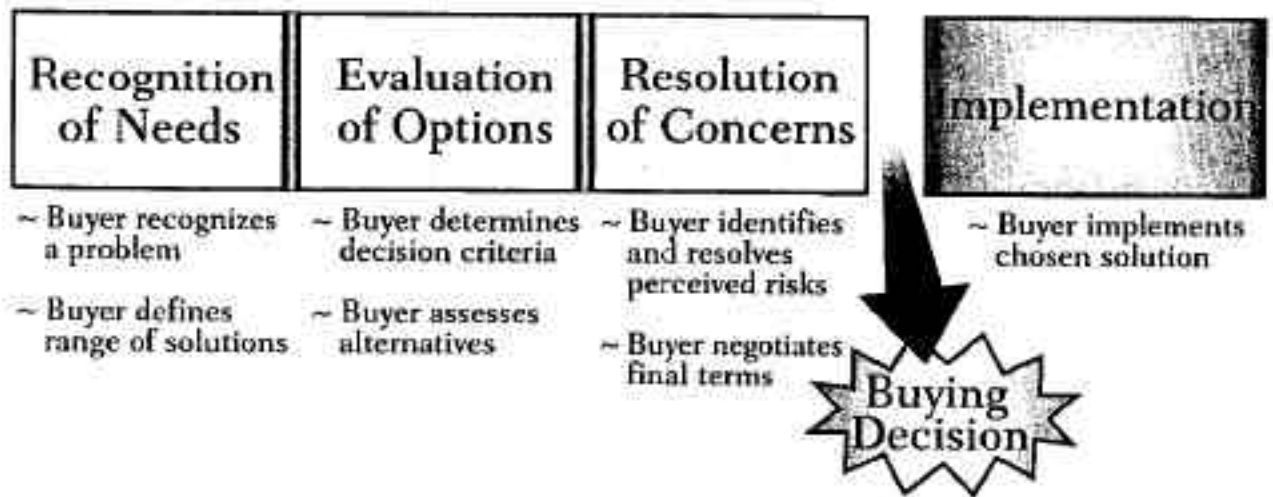 Recognition
of Needs
~ Buyer recognizes
a problem
~ Buyer defines
range of solutions
Evaluation
of Options
~ Buyer determines
decision criteria
~ Buyer assesses
alternatives
Resolution
of Concerns
~ Buyer identifies
and resolves
perceived risks
~ Buyer negotiates
final terms
Buying
Decision
Implementation
~ Buyer implements
chosen solution